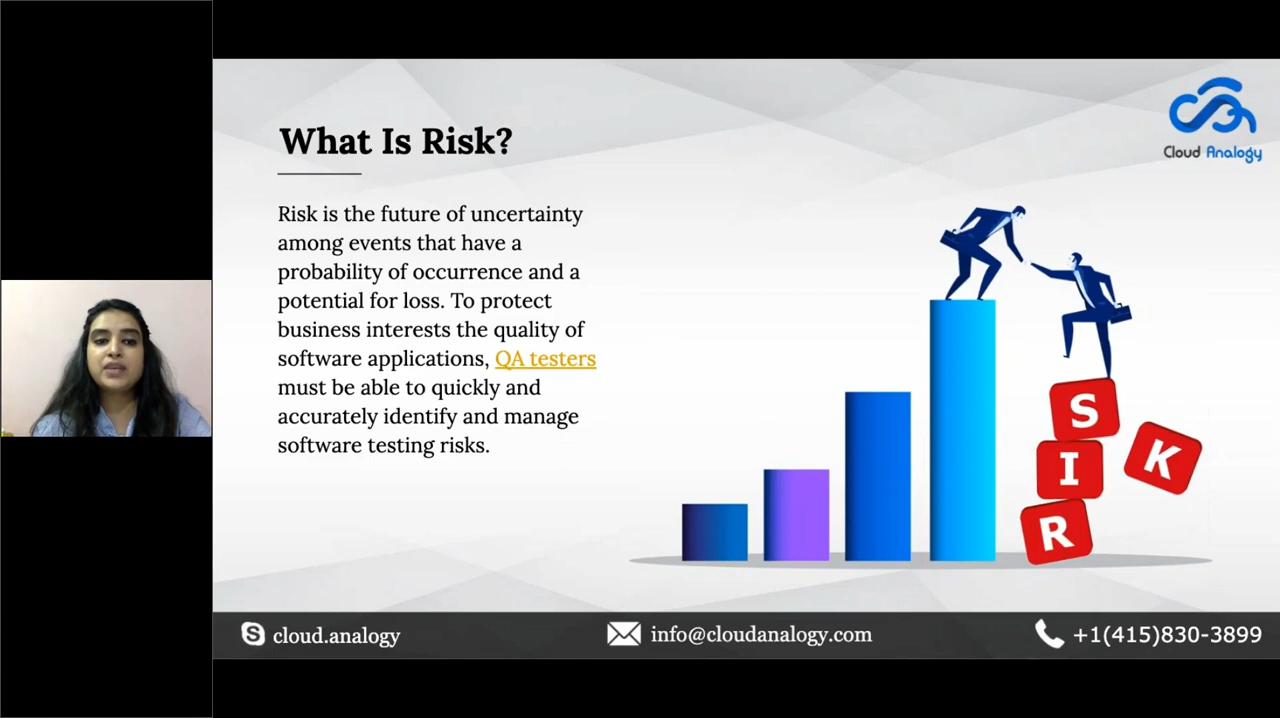 Cloud Analogy
What Is Risk?
Risk is the future of uncertainty
among events that have a
probability of occurrence and a
potential for loss. To protect
business interests the quality of
software applications, QA testers
must be able to quickly and
accurately identify and manage
software testing risks.
S
I
K
R
cloud.analogy
info@cloudanalogy.com
+1(415)830-3899